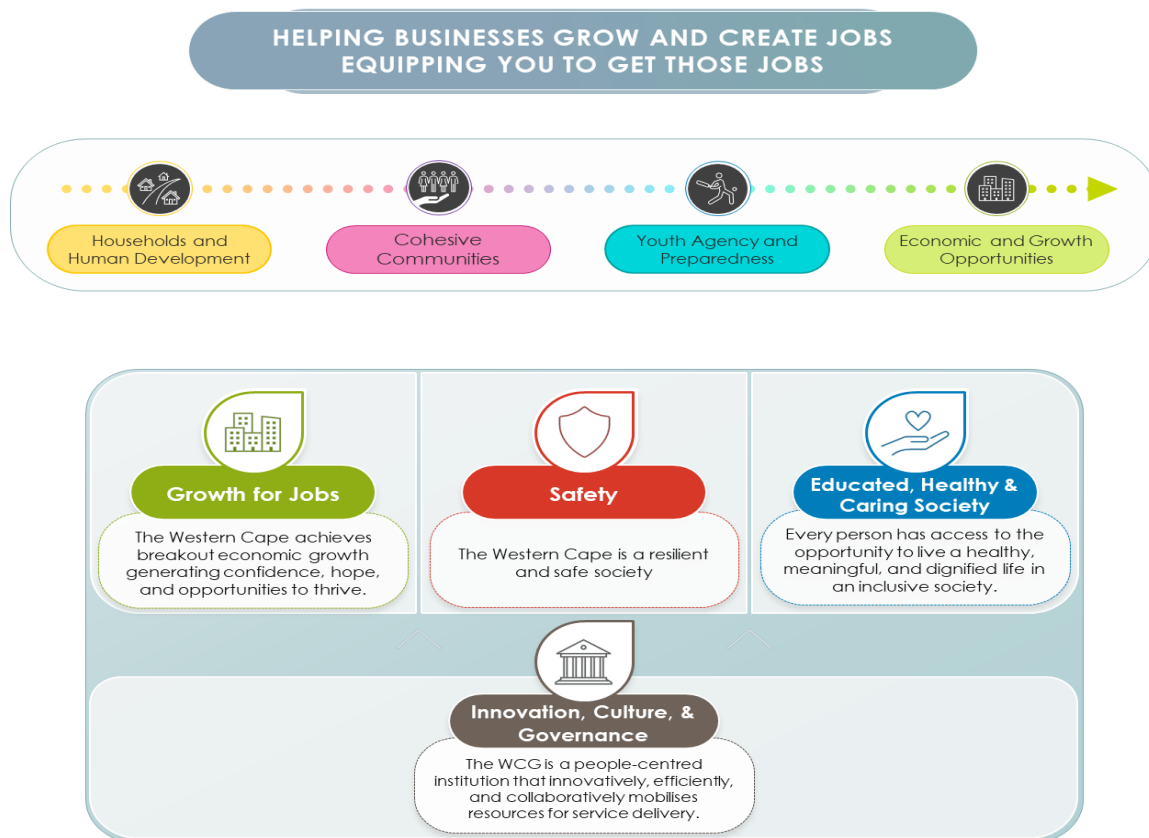 HELPING BUSINESSES GROW AND CREATE JOBS
EQUIPPING YOU TO GET THOSE JOBS
Households and
Human Development
Cohesive
Communities
Youth Agency and
Preparedness
Economic and Growth
Opportunities
Growth for Jobs
The Western Cape achieves
breakout economic growth
generating confidence, hope,
and opportunities to thrive.
Safety
The Western Cape is a resilient
and safe society
Educated, Healthy &
Caring Society
Every person has access to the
opportunity to live a healthy,
meaningful, and dignified life in
an inclusive society.
Innovation, Culture, &
Governance
The WCG is a people-centred
institution that innovatively, efficiently,
and collaboratively mobilises
resources for service delivery.